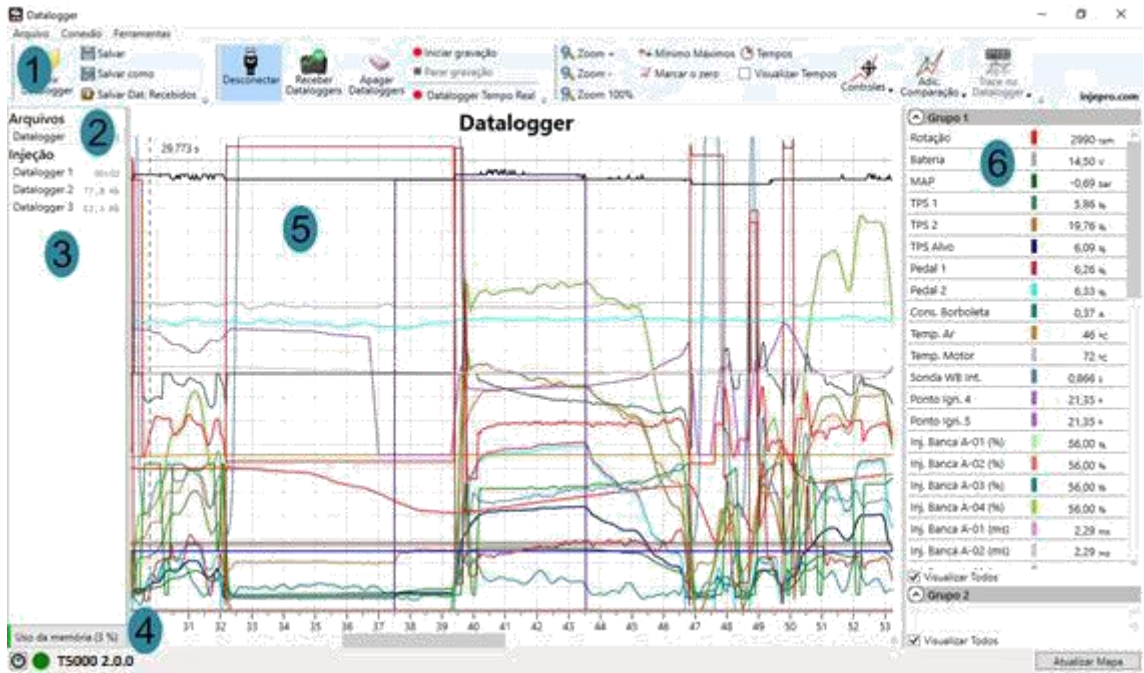 Datalogger
Arquivo Conexão Ferramentas
1
Salvar
Salvar como
Salvar Dat. Recebidos
Desconectar
Receber Dataloggers
Apagar Dataloggers
Iniciar gravação
Parar gravação
Datalogger Tempo Real
Zoom +
Zoom -
Zoom 100%
Mínimo Máximos
Marcar o zero
Tempos
Visualizar Tempos
Controles
Adic. Comparação
Trace no Datalogger
injepro.com
Arquivos
Datalogger
2
Injeção
Datalogger 1
Datalogger 2
Datalogger 3
3
Datalogger
29,773 s
5
31 32 33 34 35 36 37 38 39 40 41 42 43 44 45 46 47 48 49 50 51 52 53
4
Grupo 1
6
Rotação 2990 rpm
Bateria 14,50 v
MAP -0,69 bar
TPS 1 5,86 %
TPS 2 19,76 %
TPS Alvo 6,09 %
Pedal 1 6,26 %
Pedal 2 6,33 %
Cons. Borboleta 0,37 A
Temp. Ar 46 ºC
Temp. Motor 72 ºC
Sonda WB Int. 0,866
Ponto Ign. 4 21,35 °
Ponto Ign. 5 21,35 °
Inj. Banca A-01 (%) 56,00 %
Inj. Banca A-02 (%) 56,00 %
Inj. Banca A-03 (%) 56,00 %
Inj. Banca A-04 (%) 56,00 %
Inj. Banca A-01 (ms) 2,29 ms
Inj. Banca A-02 (ms) 2,29 ms
Visualizar Todos
Grupo 2
Visualizar Todos
Uso da memória (3 %)
T5000 2.0.0
Atualizar Mapa